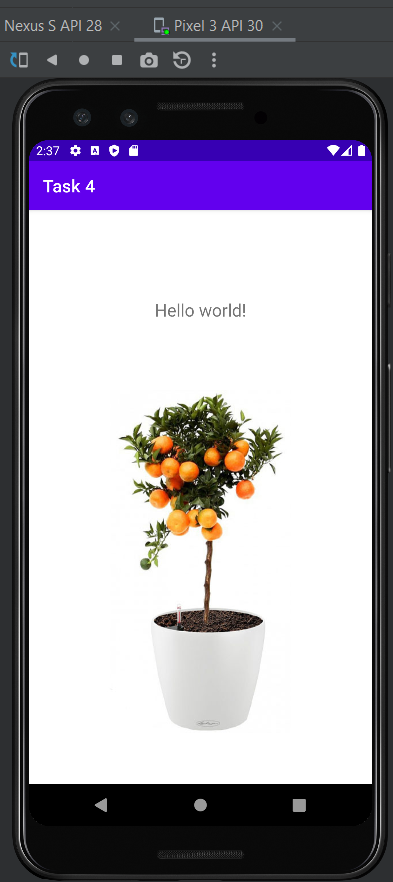 Nexus S API 28
Pixel 3 API 30
2:37
Task 4
Hello world!